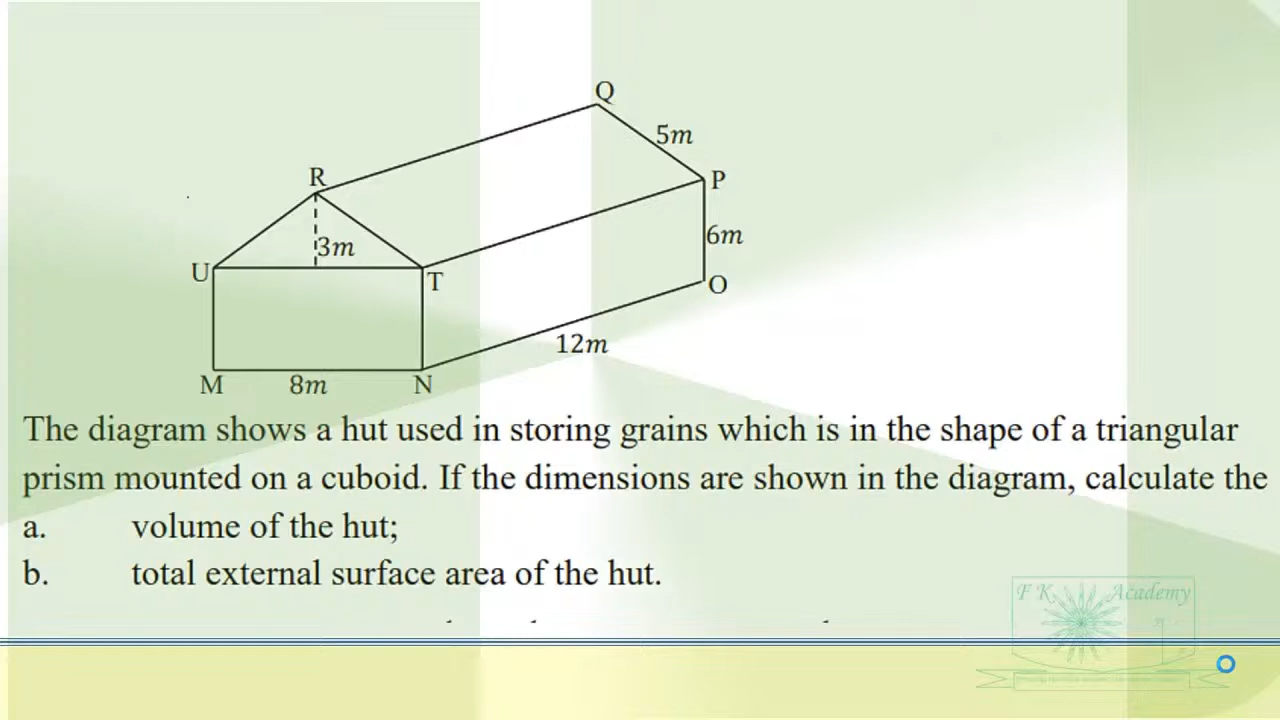 Q
5m
R
P
3m
6m
U
T
O
12m
M
8m
N
The diagram shows a hut used in storing grains which is in the shape of a triangular
prism mounted on a cuboid. If the dimensions are shown in the diagram, calculate the
a. volume of the hut;
b. total external surface area of the hut.
F K Academy